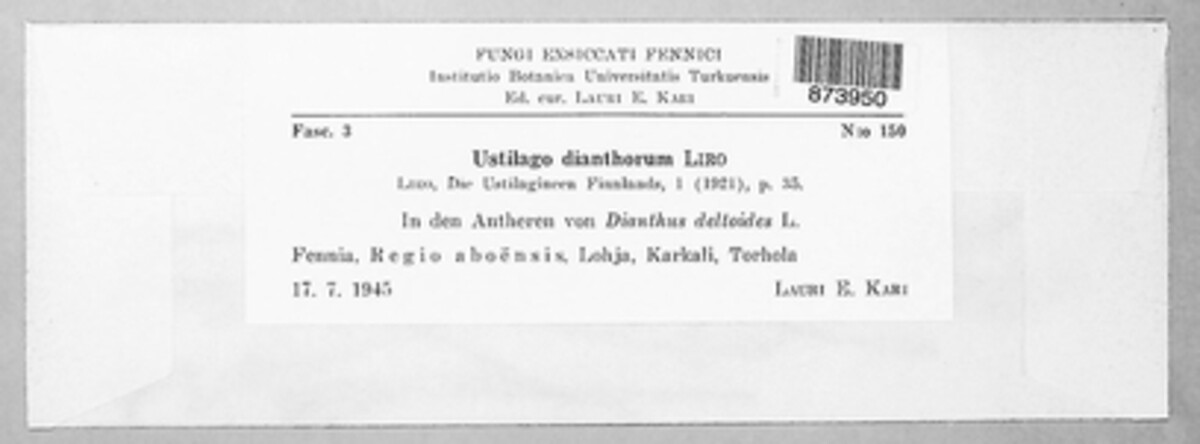 FUNGI EXSICCATI FENNICI
Institutio Botanica Universitatis Turkuensis
Ed. cur. LAURI E. KARI
873950
Fasc. 3
N:o 150
Ustilago dianthorum LIRO
LIRO, Die Ustilagineen Finnlands, 1 (1921), p. 35.
In den Antheren von Dianthus deltoides L.
Fennia, Regio aboënsis, Lohja, Karkali, Torhola
17. 7. 1945
LAURI E. KARI